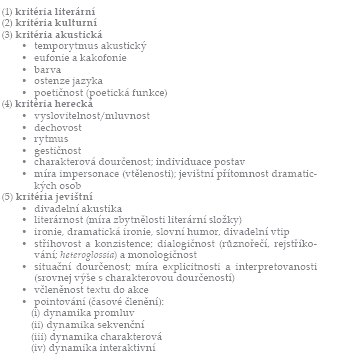 (1) kritéria literární
(2) kritéria kulturní
(3) kritéria akustická
• temporytmus akustický
• eufonie a kakofonie
• barva
• ostenze jazyka
• poetičnost (poetická funkce)
(4) kritéria herecká
• vyslovitelnost/mluvnost
• dechovost
• rytmus
• gestičnost
• charakterová dourčenost; individuace postav
• míra impersonace (vtělenosti); jevištní přítomnost dramatic-
kých osob
(5) kritéria jevištní
• divadelní akustika
• literárnost (míra zbytnělosti literární složky)
• ironie, dramatická ironie, slovní humor, divadelní vtip
• střihovost a konzistence; dialogičnost (různořečí, rejstříko-
vání; heteroglossia) a monologičnost
• situační dourčenost; míra explicitnosti a interpretovanosti
(srovnej výše s charakterovou dourčeností)
• včleněnost textu do akce
• pointování (časové členění):
(i) dynamika promluv
(ii) dynamika sekvenční
(iii) dynamika charakterová
(iv) dynamika interaktivní